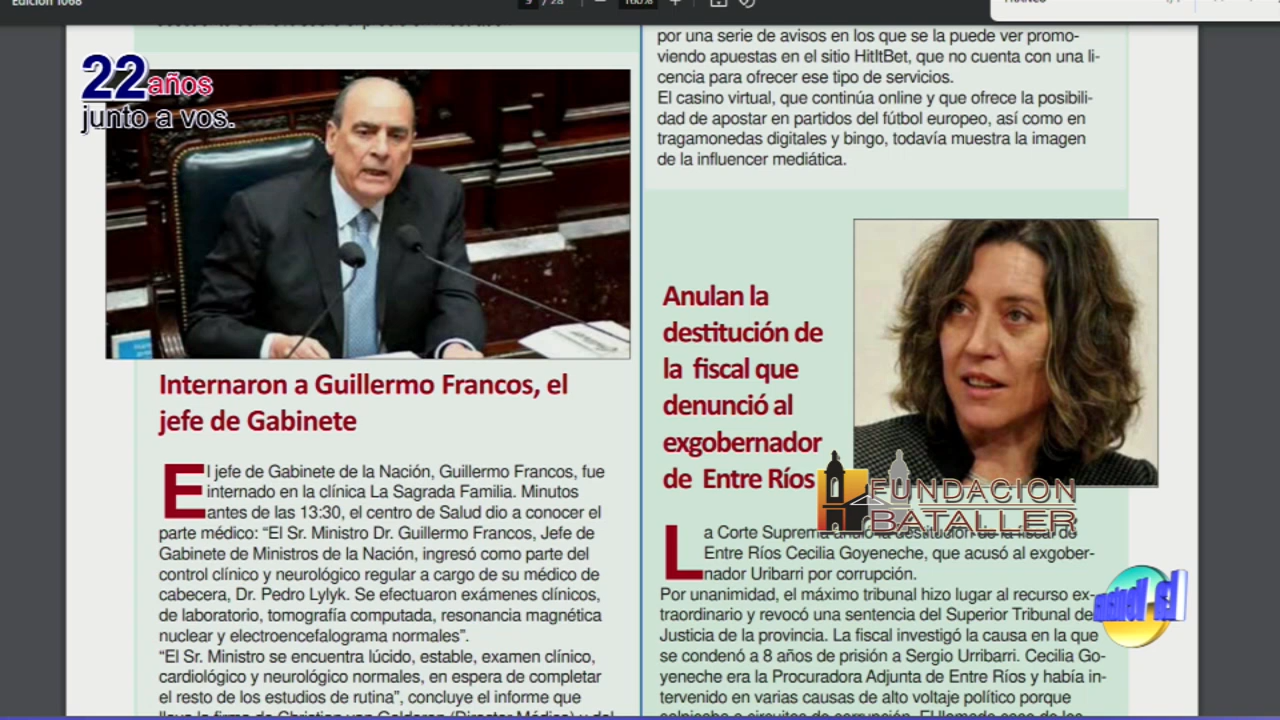 Edición 1068
9 / 28
160%
22 años
junto a vos.
por una serie de avisos en los que se la puede ver promo-
viendo apuestas en el sitio HitItBet, que no cuenta con una li-
cencia para ofrecer ese tipo de servicios.
El casino virtual, que continúa online y que ofrece la posibili-
dad de apostar en partidos del fútbol europeo, así como en
tragamonedas digitales y bingo, todavía muestra la imagen
de la influencer mediática.
Internaron a Guillermo Francos, el
jefe de Gabinete
El jefe de Gabinete de la Nación, Guillermo Francos, fue
internado en la clínica La Sagrada Familia. Minutos
antes de las 13:30, el centro de Salud dio a conocer el
parte médico: “El Sr. Ministro Dr. Guillermo Francos, Jefe de
Gabinete de Ministros de la Nación, ingresó como parte del
control clínico y neurológico regular a cargo de su médico de
cabecera, Dr. Pedro Lylyk. Se efectuaron exámenes clínicos,
de laboratorio, tomografía computada, resonancia magnética
nuclear y electroencefalograma normales”.
“El Sr. Ministro se encuentra lúcido, estable, examen clínico,
cardiológico y neurológico normales, en espera de completar
el resto de los estudios de rutina”, concluye el informe que
Anulan la
destitución de
la fiscal que
denunció al
exgobernador
de Entre Ríos
FUNDACION
BATALLER
La Corte Suprema anuló la destitución de la fiscal de
Entre Ríos Cecilia Goyeneche, que acusó al exgober-
nador Uribarri por corrupción.
Por unanimidad, el máximo tribunal hizo lugar al recurso ex-
traordinario y revocó una sentencia del Superior Tribunal de
Justicia de la provincia. La fiscal investigó la causa en la que
se condenó a 8 años de prisión a Sergio Urribarri. Cecilia Go-
yeneche era la Procuradora Adjunta de Entre Ríos y había in-
tervenido en varias causas de alto voltaje político porque